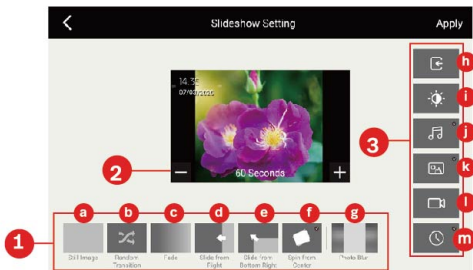 Slideshow Setting
Apply
h
14:35
07/03/2020
i
j
3
2
60 Seconds
k
l
a
b
c
d
e
f
g
1
m
Still Image
Random Transition
Fade
Slide from Right
Slide from Bottom Right
Spin from Center
Photo Blur